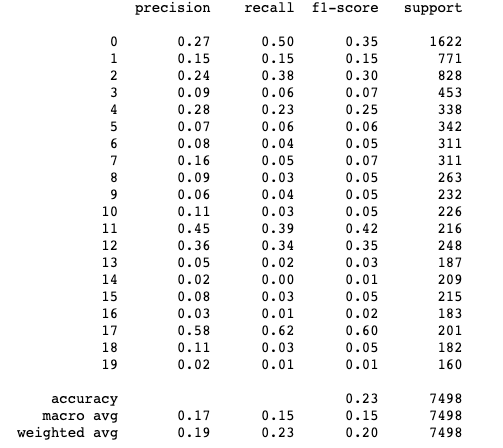 precision recall f1-score support
0 0.27 0.50 0.35 1622
1 0.15 0.15 0.15 771
2 0.24 0.38 0.30 828
3 0.09 0.06 0.07 453
4 0.28 0.23 0.25 338
5 0.07 0.06 0.06 342
6 0.08 0.04 0.05 311
7 0.16 0.05 0.07 311
8 0.09 0.03 0.05 263
9 0.06 0.04 0.05 232
10 0.11 0.03 0.05 226
11 0.45 0.39 0.42 216
12 0.36 0.34 0.35 248
13 0.05 0.02 0.03 187
14 0.02 0.00 0.01 209
15 0.08 0.03 0.05 215
16 0.03 0.01 0.02 183
17 0.58 0.62 0.60 201
18 0.11 0.03 0.05 182
19 0.02 0.01 0.01 160
accuracy 0.23 7498
macro avg 0.17 0.15 0.15 7498
weighted avg 0.19 0.23 0.20 7498